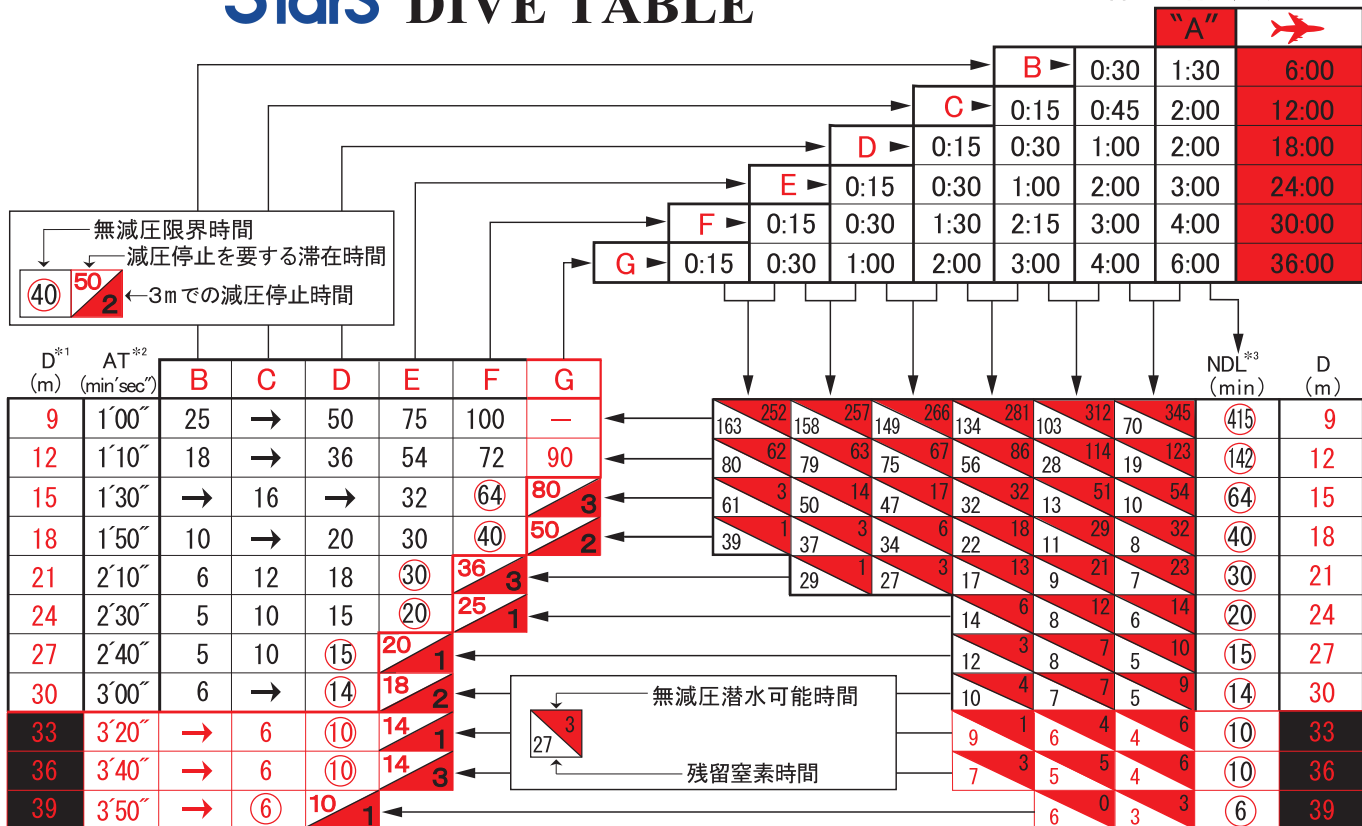 Stars DIVE TABLE
"A"
B 0:30 1:30 6:00
C 0:15 0:45 2:00 12:00
D 0:15 0:30 1:00 2:00 18:00
E 0:15 0:30 1:00 2:00 3:00 24:00
F 0:15 0:30 1:30 2:15 3:00 4:00 30:00
G 0:15 0:30 1:00 2:00 3:00 4:00 6:00 36:00
無減圧限界時間
減圧停止を要する滞在時間
40 50 2 ←3mでの減圧停止時間
D*1 (m) AT*2 (min′sec″) B C D E F G NDL*3 (min) D (m)
9 1′00″ 25 → 50 75 100 — 163 252 158 257 149 266 134 281 103 312 70 345 415 9
12 1′10″ 18 → 36 54 72 90 80 62 79 63 75 67 56 86 28 114 19 123 142 12
15 1′30″ → 16 → 32 64 80 3 61 3 50 14 47 17 32 32 13 51 10 54 64 15
18 1′50″ 10 → 20 30 40 50 2 39 1 37 3 34 6 22 18 11 29 8 32 40 18
21 2′10″ 6 12 18 30 36 3 29 1 27 3 17 13 9 21 7 23 30 21
24 2′30″ 5 10 15 20 25 1 14 6 8 12 6 14 20 24
27 2′40″ 5 10 15 20 1 12 3 8 7 5 10 15 27
30 3′00″ 6 → 14 18 2 10 4 7 7 5 9 14 30
33 3′20″ → 6 10 14 1 9 1 6 4 4 6 10 33
36 3′40″ → 6 10 14 3 7 3 5 5 4 6 10 36
39 3′50″ → 6 10 1 6 0 3 3 6 39
無減圧潜水可能時間
27 3
残留窒素時間